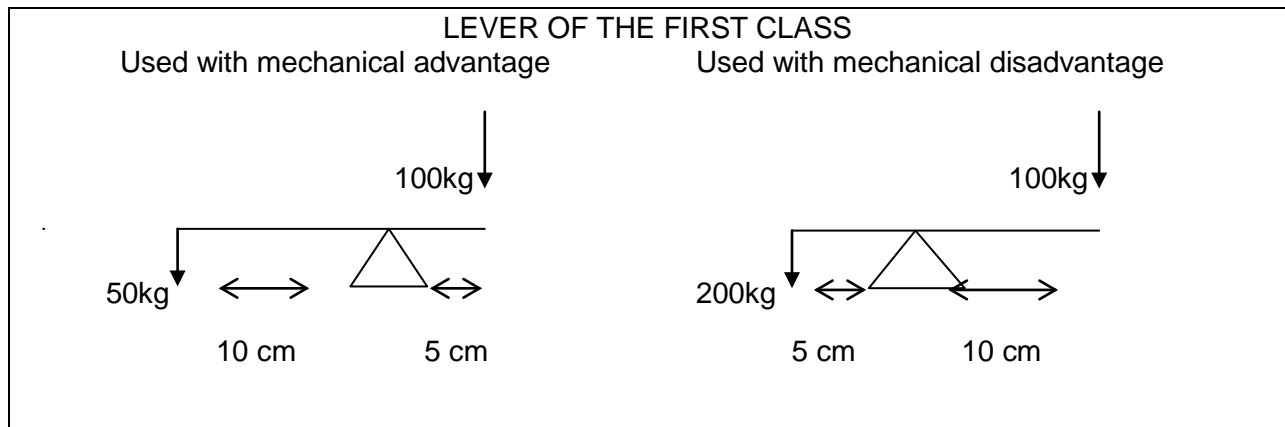 LEVER OF THE FIRST CLASS
Used with mechanical advantage
Used with mechanical disadvantage
100kg
100kg
50kg
200kg
10 cm
5 cm
5 cm
10 cm